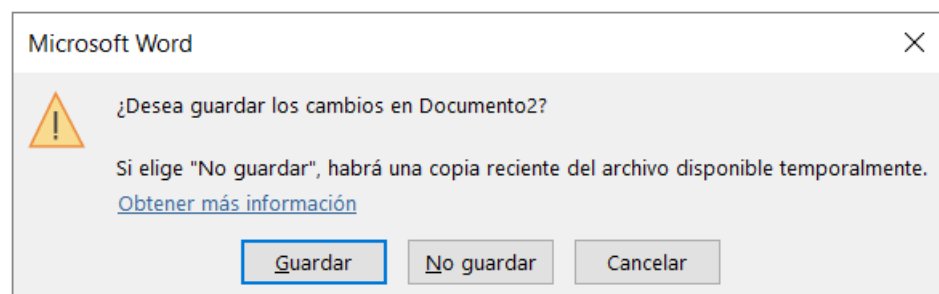 Microsoft Word
¿Desea guardar los cambios en Documento2?
Si elige "No guardar", habrá una copia reciente del archivo disponible temporalmente.
Obtener más información
Guardar No guardar Cancelar